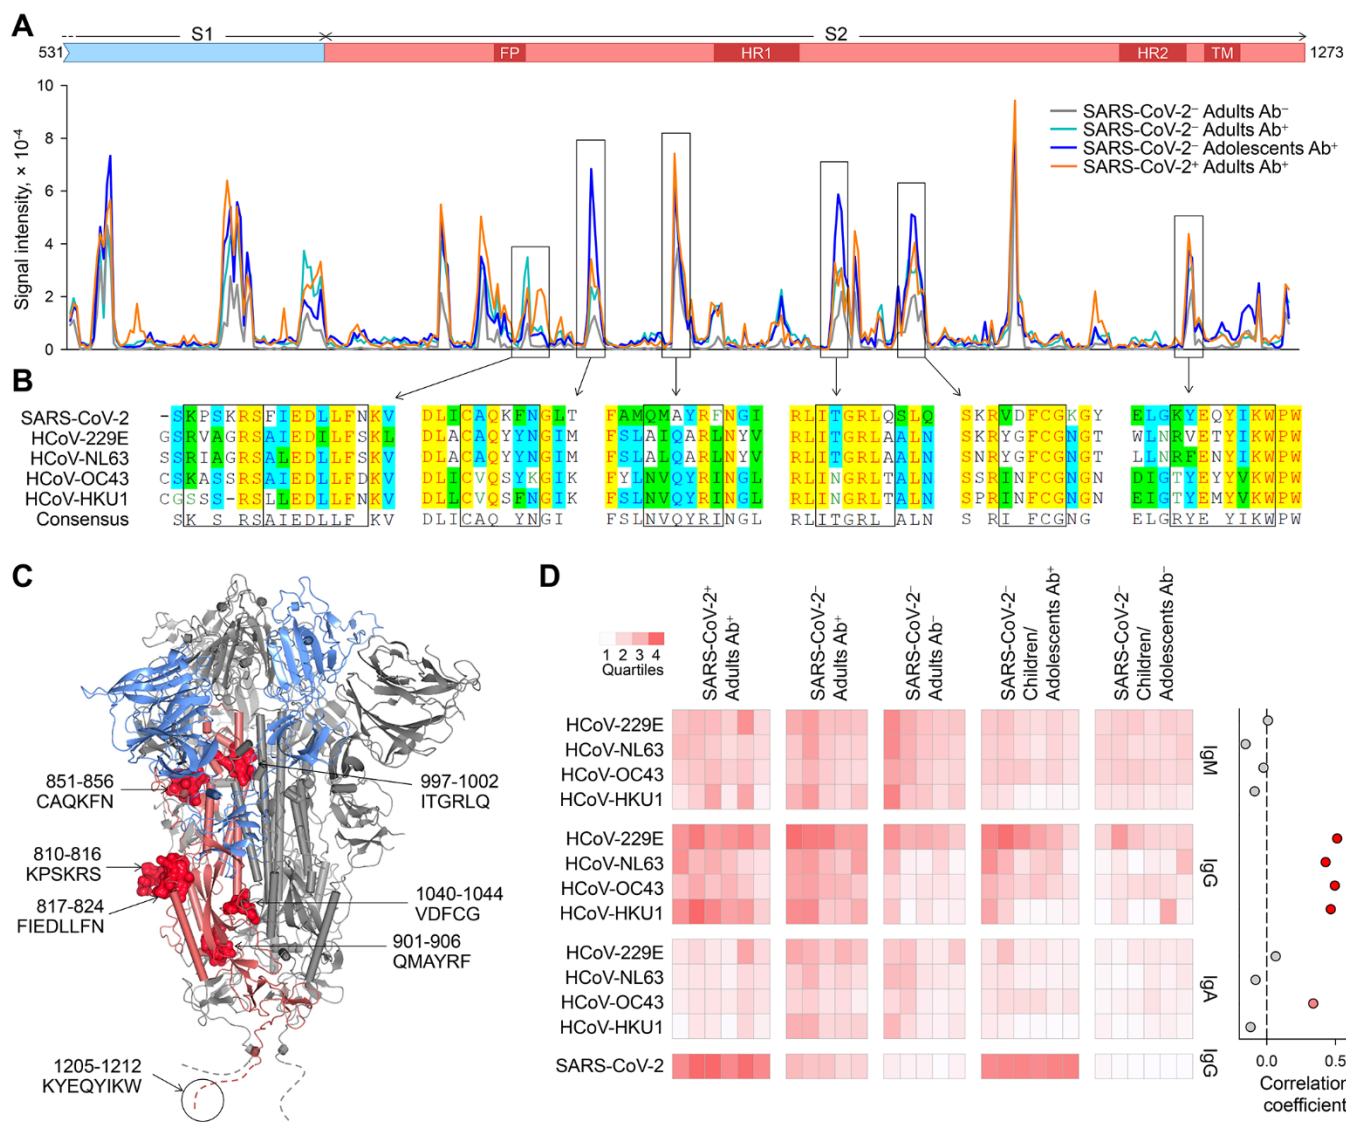 A
S1
S2
531
FP
HR1
HR2
TM
1273
Signal intensity, × 10⁻⁴
10
8
6
4
2
0
SARS-CoV-2⁻ Adults Ab⁻
SARS-CoV-2⁻ Adults Ab⁺
SARS-CoV-2⁻ Adolescents Ab⁺
SARS-CoV-2⁺ Adults Ab⁺
B
SARS-CoV-2 -SKPSKRSFIEDLLFNKV DLICAQKFNGLT FAMQMAYRFNGI RLITGRLQSLQ SKRVDFCGKGY ELGKYEQYIKWPW
HCoV-229E GSRVAGRSAIEDILFSKL DLACAQYYNGIM FSLAIQARLNYV RLITGRLAALN SKRYGFCGNGT WLNRVETYIKWPW
HCoV-NL63 SSRIAGRSALEDLLFSKV DLACAQYYNGIM FSLALQARLNYV RLITGRLAALN SNRYGFCGNGT LLNRFENYIKWPW
HCoV-OC43 CSKASSRSAIEDLLFDKV DLICVQSYKGIK FYLNVQYRINGL RLINGRLTALN SSRINFCGNGN DIGTYEYYVKWPW
HCoV-HKU1 CGSSS-RSLLEDLLFNKV DLICVQSFNGIK FSLNVQYRINGL RLINGRLTALN SPRINFCGNGN EIGTYEMYVKWPW
Consensus SK S RSAIEDLLF KV DLICAQ YNGI FSLNVQYRINGL RLITGRLTALN S RI FCGNG ELGRYE YIKWPW
C
851-856
CAQKFN
810-816
KPSKRS
817-824
FIEDLLFN
1205-1212
KYEQYIKW
997-1002
ITGRLQ
1040-1044
VDFCG
901-906
QMAYRF
D
1 2 3 4
Quartiles
SARS-CoV-2⁺
Adults Ab⁺
SARS-CoV-2⁻
Adults Ab⁺
SARS-CoV-2⁻
Adults Ab⁻
SARS-CoV-2⁻
Children/
Adolescents Ab⁺
SARS-CoV-2⁻
Children/
Adolescents Ab⁻
HCoV-229E
HCoV-NL63
HCoV-OC43
HCoV-HKU1
IgM
HCoV-229E
HCoV-NL63
HCoV-OC43
HCoV-HKU1
IgG
HCoV-229E
HCoV-NL63
HCoV-OC43
HCoV-HKU1
IgA
SARS-CoV-2
IgG
0.0 0.5
Correlation
coefficient